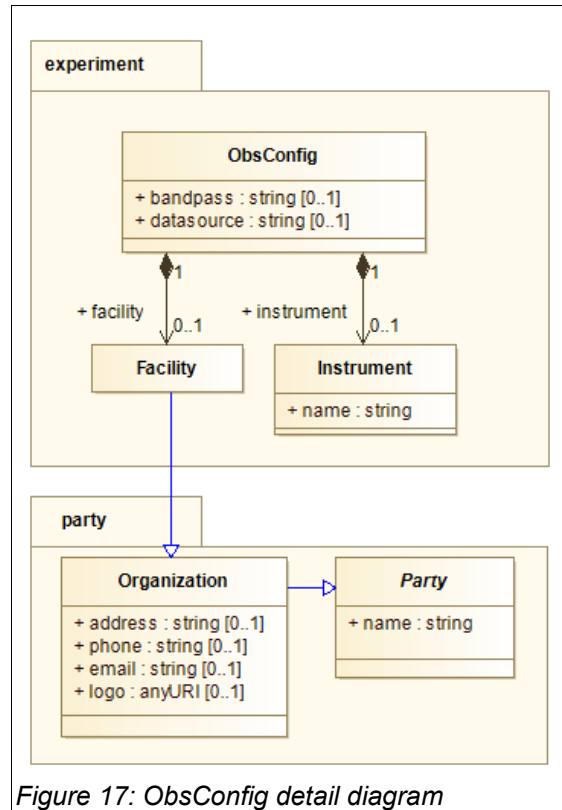 experiment
ObsConfig
+ bandpass : string [0..1]
+ datasource : string [0..1]
1
1
+ facility
+ instrument
0..1
0..1
Facility
Instrument
+ name : string
party
Organization
+ address : string [0..1]
+ phone : string [0..1]
+ email : string [0..1]
+ logo : anyURI [0..1]
Party
+ name : string
Figure 17: ObsConfig detail diagram